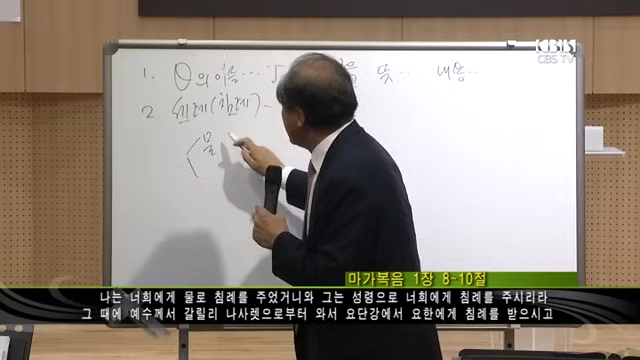 CBS
CBS TV
1. θ의 이름… 뜻.. 내용..
2 세례(침례)-
물
마가복음 1장 8-10절
나는 너희에게 물로 침례를 주었거니와 그는 성령으로 너희에게 침례를 주시리라
그 때에 예수께서 갈릴리 나사렛으로부터 와서 요단강에서 요한에게 침례를 받으시고